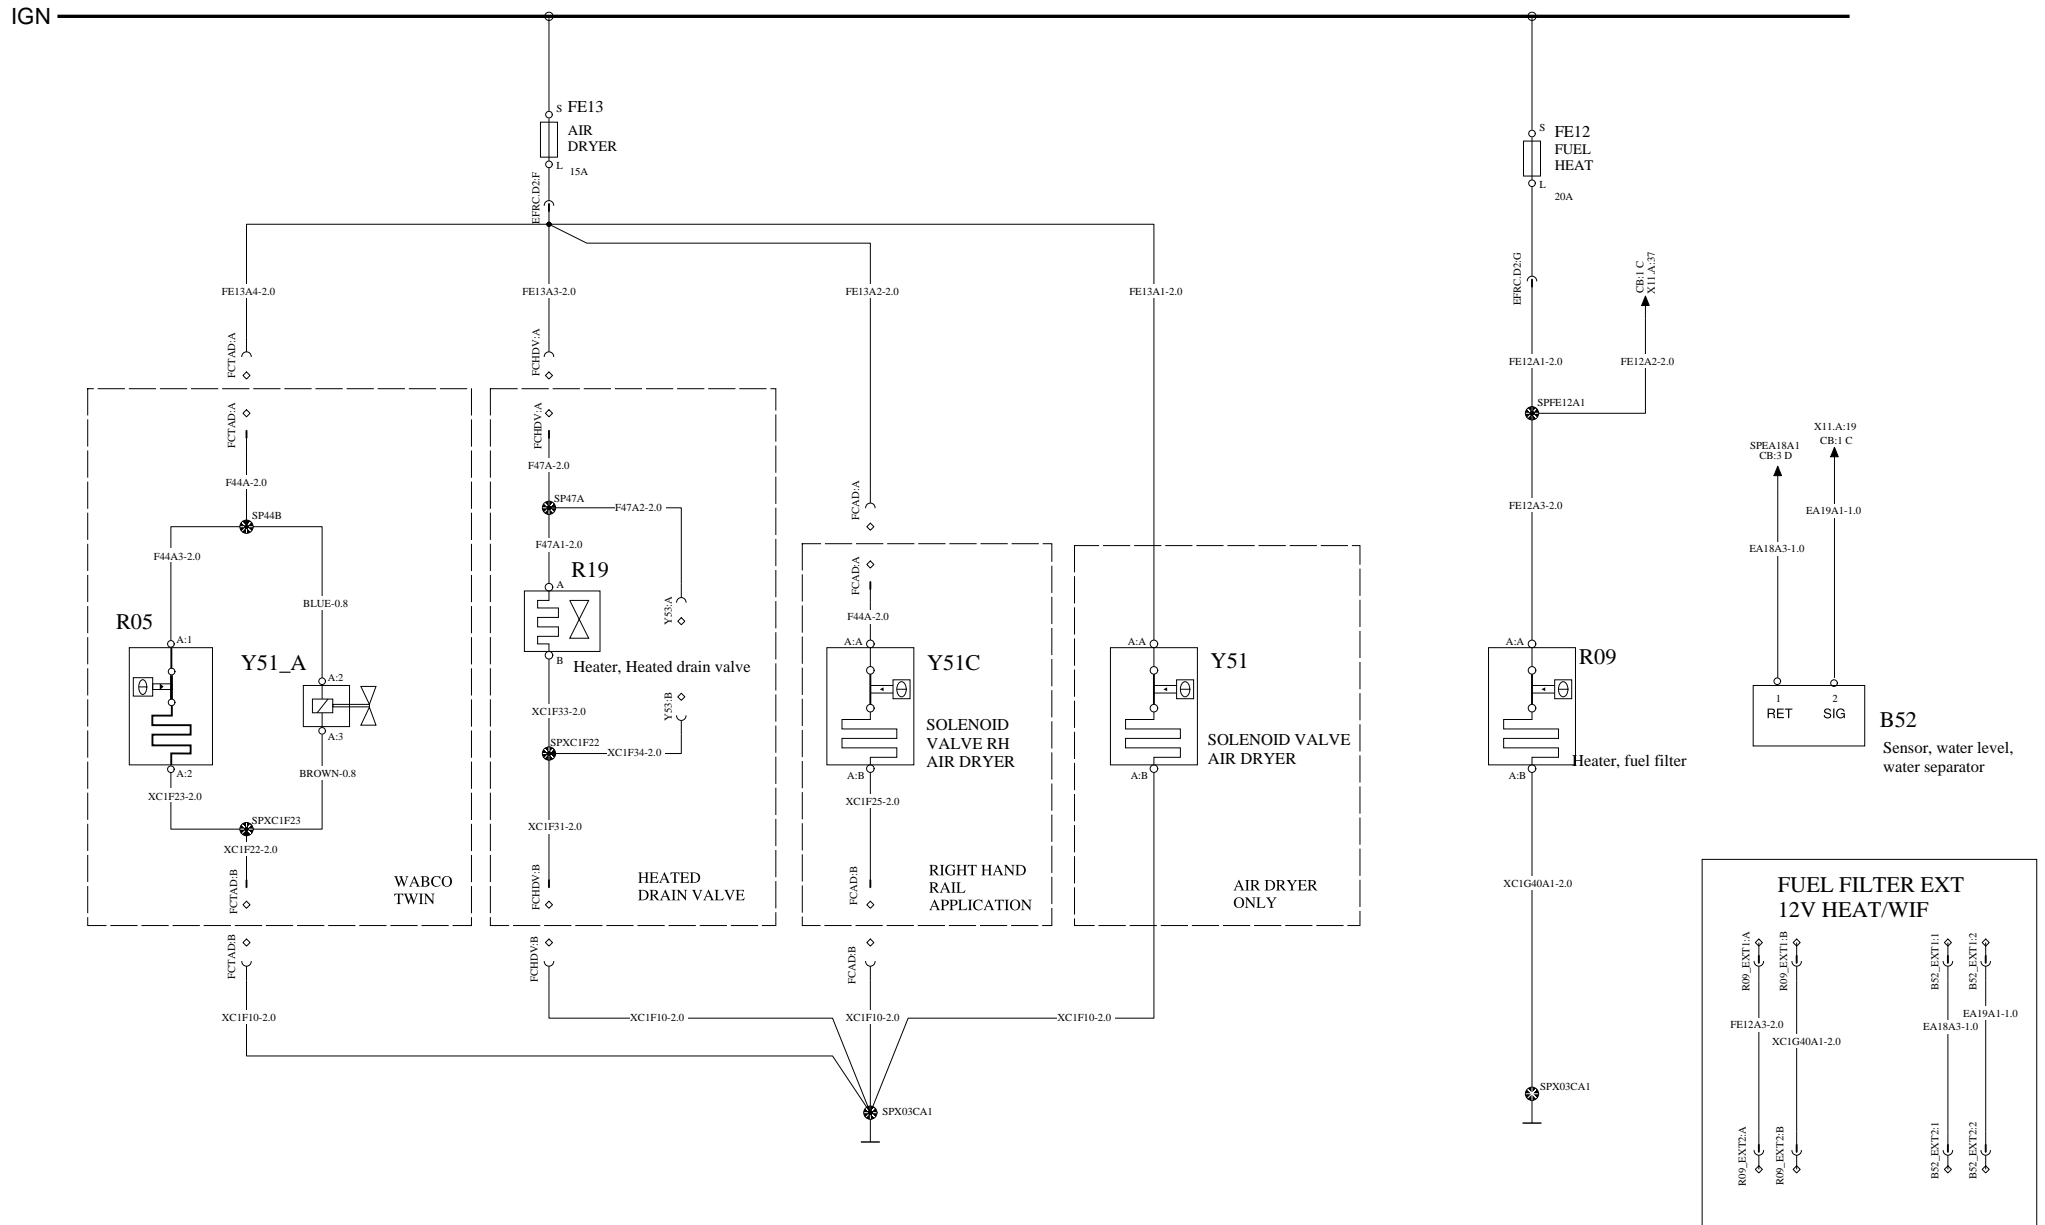 IGN
S FE13
AIR
DRYER
L
15A
EFRC.D2:F
S
FE12
FUEL
HEAT
L
20A
EFRC.D2:G
CB:1 C
X11.A:37
FE13A4-2.0
FE13A3-2.0
FE13A2-2.0
FE13A1-2.0
FE12A1-2.0
FE12A2-2.0
FCTAD:A
FCHDV:A
SPFE12A1
FCTAD:A
FCHDV:A
X11.A:19
CB:1 C
SPEA18A1
CB:3 D
F44A-2.0
F47A-2.0
SP47A
F47A2-2.0
FCAD:A
FE12A3-2.0
EA19A1-1.0
SP44B
F44A3-2.0
F47A1-2.0
EA18A3-1.0
FCAD:A
R19
A
BLUE-0.8
Y53:A
F44A-2.0
R05
A:1
A:A
A:A
A:A
Y51_A
B
Heater, Heated drain valve
Y51C
Y51
R09
A:2
Y53:B
1
2
RET
SIG
B52
XC1F33-2.0
SOLENOID
VALVE RH
AIR DRYER
SOLENOID VALVE
AIR DRYER
Heater, fuel filter
Sensor, water level,
water separator
A:3
SPXC1F22
XC1F34-2.0
A:2
BROWN-0.8
A:B
A:B
A:B
XC1F23-2.0
XC1F25-2.0
SPXC1F23
XC1F31-2.0
XC1F22-2.0
FCTAD:B
WABCO
TWIN
FCHDV:B
HEATED
DRAIN VALVE
FCAD:B
RIGHT HAND
RAIL
APPLICATION
AIR DRYER
ONLY
XC1G40A1-2.0
FUEL FILTER EXT
12V HEAT/WIF
FCTAD:B
FCHDV:B
FCAD:B
R09_EXT1:A
R09_EXT1:B
B52_EXT1:1
B52_EXT1:2
XC1F10-2.0
XC1F10-2.0
XC1F10-2.0
XC1F10-2.0
FE12A3-2.0
XC1G40A1-2.0
EA18A3-1.0
EA19A1-1.0
SPX03CA1
SPX03CA1
R09_EXT2:A
R09_EXT2:B
B52_EXT2:1
B52_EXT2:2